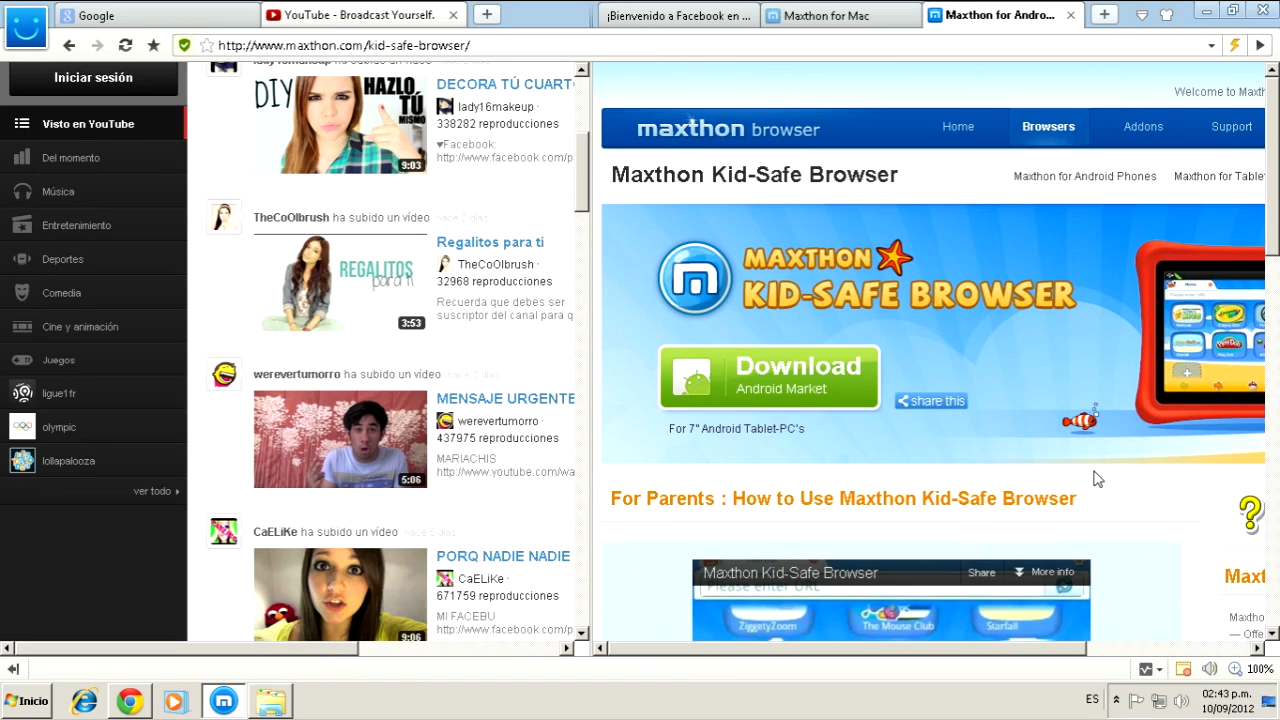 Google
YouTube - Broadcast Yourself.
¡Bienvenido a Facebook en ...
Maxthon for Mac
Maxthon for Andro...
http://www.maxthon.com/kid-safe-browser/
Iniciar sesión
Visto en YouTube
Del momento
Música
Entretenimiento
Deportes
Comedia
Cine y animación
Juegos
ligue1fr
olympic
lollapalooza
ver todo
ha subido un vídeo
DIY
HAZLO,
TÚ
MISMO
9:03
DECORA TÚ CUART
lady16makeup ·
338282 reproducciones
♥Facebook:
http://www.facebook.com/p
TheCoOlbrush ha subido un vídeo
REGALITOS
para ti
3:53
Regalitos para ti
TheCoOlbrush ·
32968 reproducciones
Recuerda que debes ser
suscriptor del canal para q
werevertumorro ha subido un vídeo
5:06
MENSAJE URGENTE
werevertumorro ·
437975 reproducciones
MARIACHIS
http://www.youtube.com/wa
CaELiKe ha subido un vídeo
9:06
PORQ NADIE NADIE
CaELiKe ·
671759 reproducciones
MI FACEBU
http://www.facebook.com/p
Welcome to Maxth
maxthon browser
Home
Browsers
Addons
Support
Maxthon Kid-Safe Browser
Maxthon for Android Phones
Maxthon for Table
MAXTHON
KID-SAFE BROWSER
Download
Android Market
share this
For 7" Android Tablet-PC's
For Parents : How to Use Maxthon Kid-Safe Browser
Maxthon Kid-Safe Browser
Share
More info
Please enter URL
ZiggetyZoom
The Mouse Club
Starfall
Maxt
Maxtho
— Offe
100%
Inicio
ES
02:43 p.m.
10/09/2012